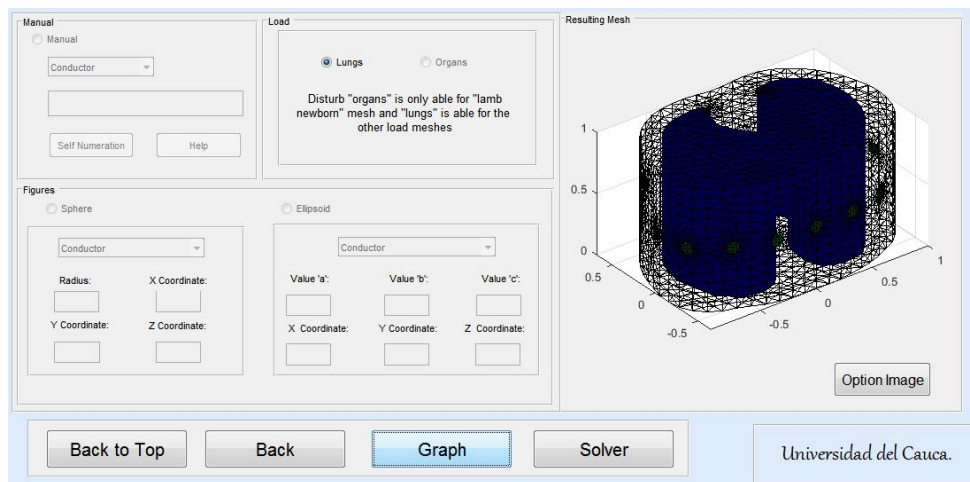 Manual
Manual
Conductor
Self Numeration
Help
Load
Lungs
Organs
Disturb "organs" is only able for "lamb
newborn" mesh and "lungs" is able for the
other load meshes
Figures
Sphere
Conductor
Radius:
X Coordinate:
Y Coordinate:
Z Coordinate:
Ellipsoid
Conductor
Value 'a':
Value 'b':
Value 'c':
X Coordinate:
Y Coordinate:
Z Coordinate:
Resulting Mesh
1
0.5
0
0.5
0
-0.5
-0.5
0
0.5
1
Option Image
Back to Top
Back
Graph
Solver
Universidad del Cauca.